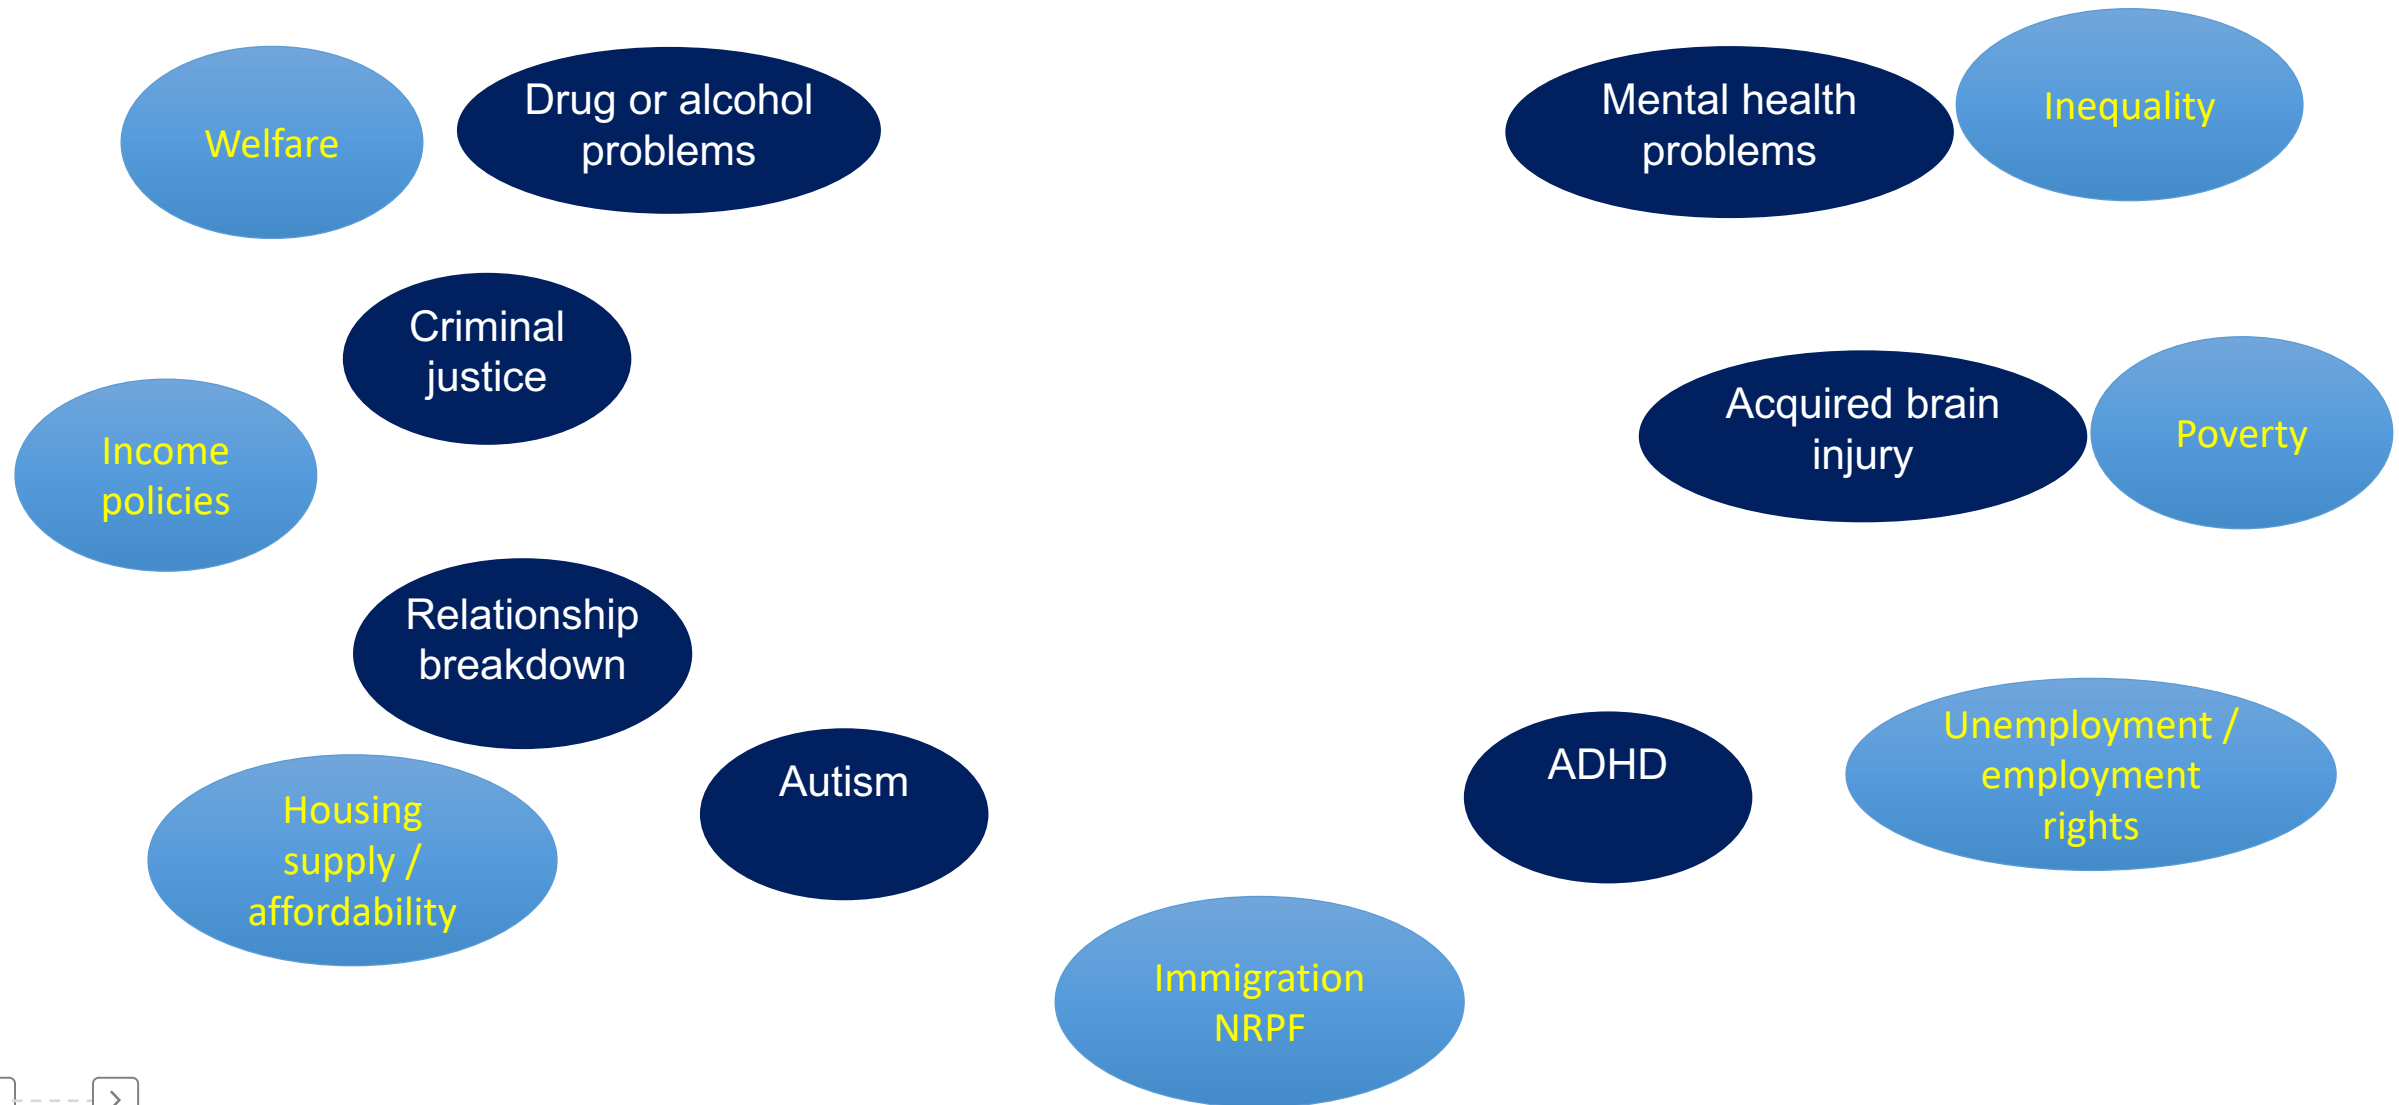 Welfare
Drug or alcohol
problems
Mental health
problems
Inequality
Criminal
justice
Income
policies
Acquired brain
injury
Poverty
Relationship
breakdown
Housing
supply /
affordability
Autism
ADHD
Unemployment /
employment
rights
Immigration
NRPF